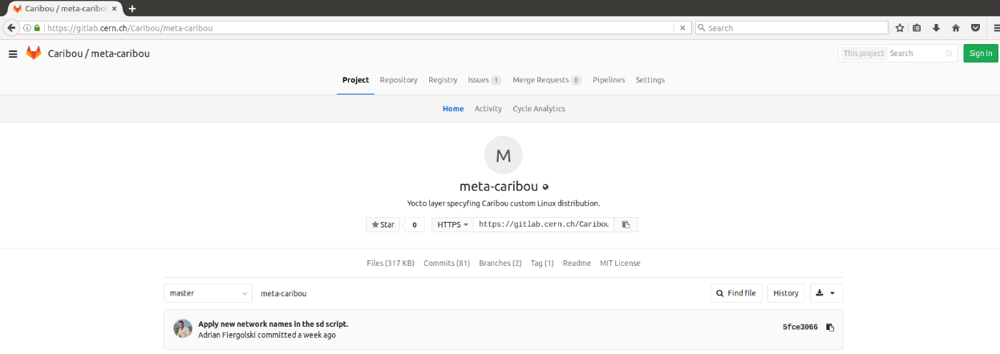 Caribou / meta-caribou
https://gitlab.cern.ch/Caribou/meta-caribou
Search
Caribou / meta-caribou
This project Search
Sign in
Project Repository Registry Issues 1 Merge Requests 0 Pipelines Settings
Home Activity Cycle Analytics
M
meta-caribou
Yocto layer specyfing Caribou custom Linux distribution.
Star 0 HTTPS https://gitlab.cern.ch/Caribou
Files (317 KB) Commits (81) Branches (2) Tag (1) Readme MIT License
master meta-caribou Find file History
Apply new network names in the sd script.
Adrian Fiergolski committed a week ago
5fce3066